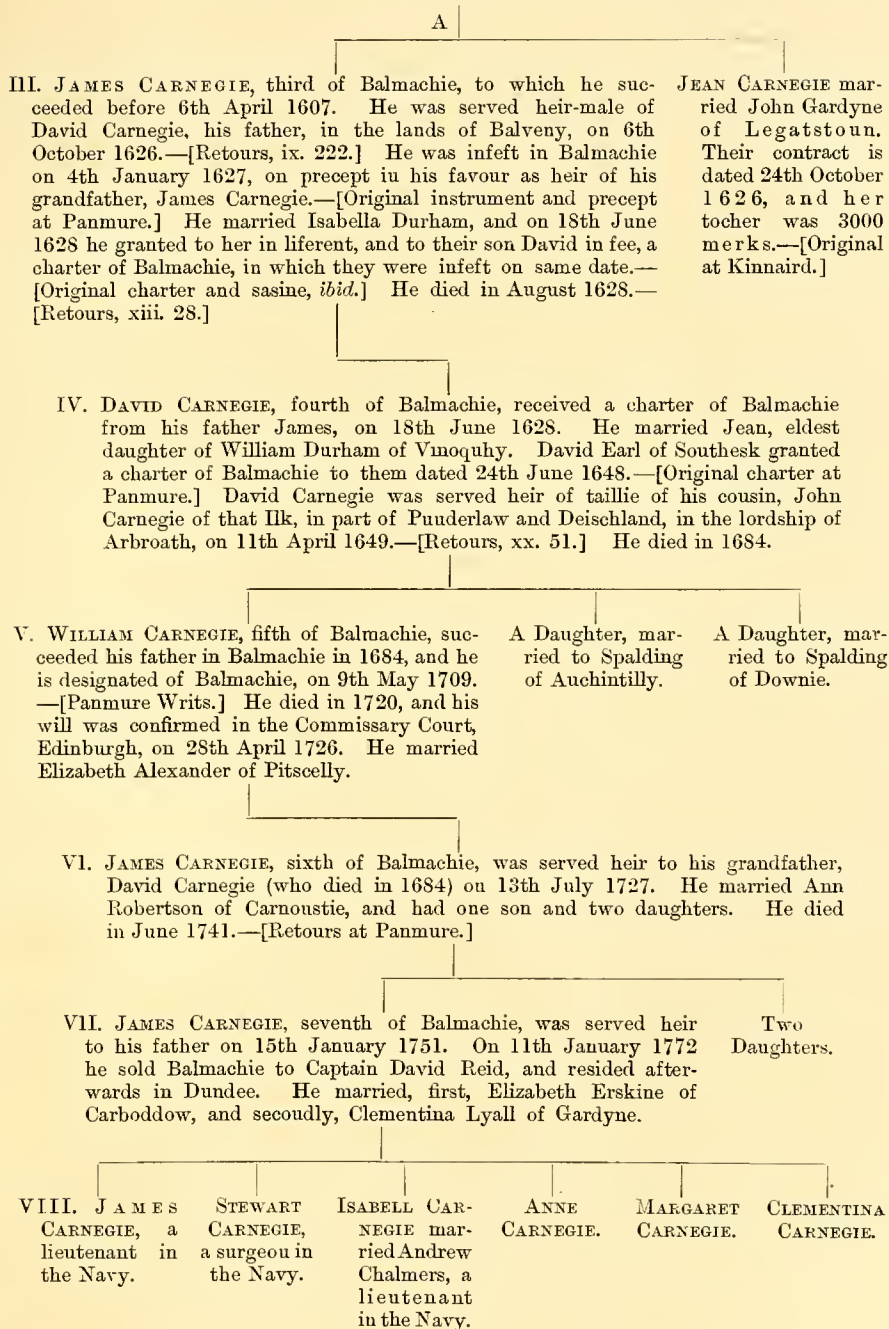 A
III. JAMES CARNEGIE, third of Balmachie, to which he suc-
ceeded before 6th April 1607. He was served heir-male of
David Carnegie, his father, in the lands of Balveny, on 6th
October 1626.—[Retours, ix. 222.] He was infeft in Balmachie
on 4th January 1627, on precept in his favour as heir of his
grandfather, James Carnegie.—[Original instrument and precept
at Panmure.] He married Isabella Durham, and on 18th June
1628 he granted to her in liferent, and to their son David in fee, a
charter of Balmachie, in which they were infeft on same date.—
[Original charter and sasine, ibid.] He died in August 1628.—
[Retours, xiii. 28.]
JEAN CARNEGIE mar-
ried John Gardyne
of Legatstoun.
Their contract is
dated 24th October
1626, and her
tocher was 3000
merks.—[Original
at Kinnaird.]
IV. DAVID CARNEGIE, fourth of Balmachie, received a charter of Balmachie
from his father James, on 18th June 1628. He married Jean, eldest
daughter of William Durham of Vmoquhy. David Earl of Southesk granted
a charter of Balmachie to them dated 24th June 1648.—[Original charter at
Panmure.] David Carnegie was served heir of taillie of his cousin, John
Carnegie of that Ilk, in part of Punderlaw and Deischland, in the lordship of
Arbroath, on 11th April 1649.—[Retours, xx. 51.] He died in 1684.
V. WILLIAM CARNEGIE, fifth of Balmachie, suc-
ceeded his father in Balmachie in 1684, and he
is designated of Balmachie, on 9th May 1709.
—[Panmure Writs.] He died in 1720, and his
will was confirmed in the Commissary Court,
Edinburgh, on 28th April 1726. He married
Elizabeth Alexander of Pitscelly.
A Daughter, mar-
ried to Spalding
of Auchintilly.
A Daughter, mar-
ried to Spalding
of Downie.
VI. JAMES CARNEGIE, sixth of Balmachie, was served heir to his grandfather,
David Carnegie (who died in 1684) on 13th July 1727. He married Ann
Robertson of Carnoustie, and had one son and two daughters. He died
in June 1741.—[Retours at Panmure.]
VII. JAMES CARNEGIE, seventh of Balmachie, was served heir
to his father on 15th January 1751. On 11th January 1772
he sold Balmachie to Captain David Reid, and resided after-
wards in Dundee. He married, first, Elizabeth Erskine of
Carboddow, and secondly, Clementina Lyall of Gardyne.
Two
Daughters.
VIII. JAMES
CARNEGIE, a
lieutenant in
the Navy.
STEWART
CARNEGIE,
a surgeon in
the Navy.
ISABELL CAR-
NEGIE mar-
ried Andrew
Chalmers, a
lieutenant
in the Navy.
ANNE
CARNEGIE.
MARGARET
CARNEGIE.
CLEMENTINA
CARNEGIE.